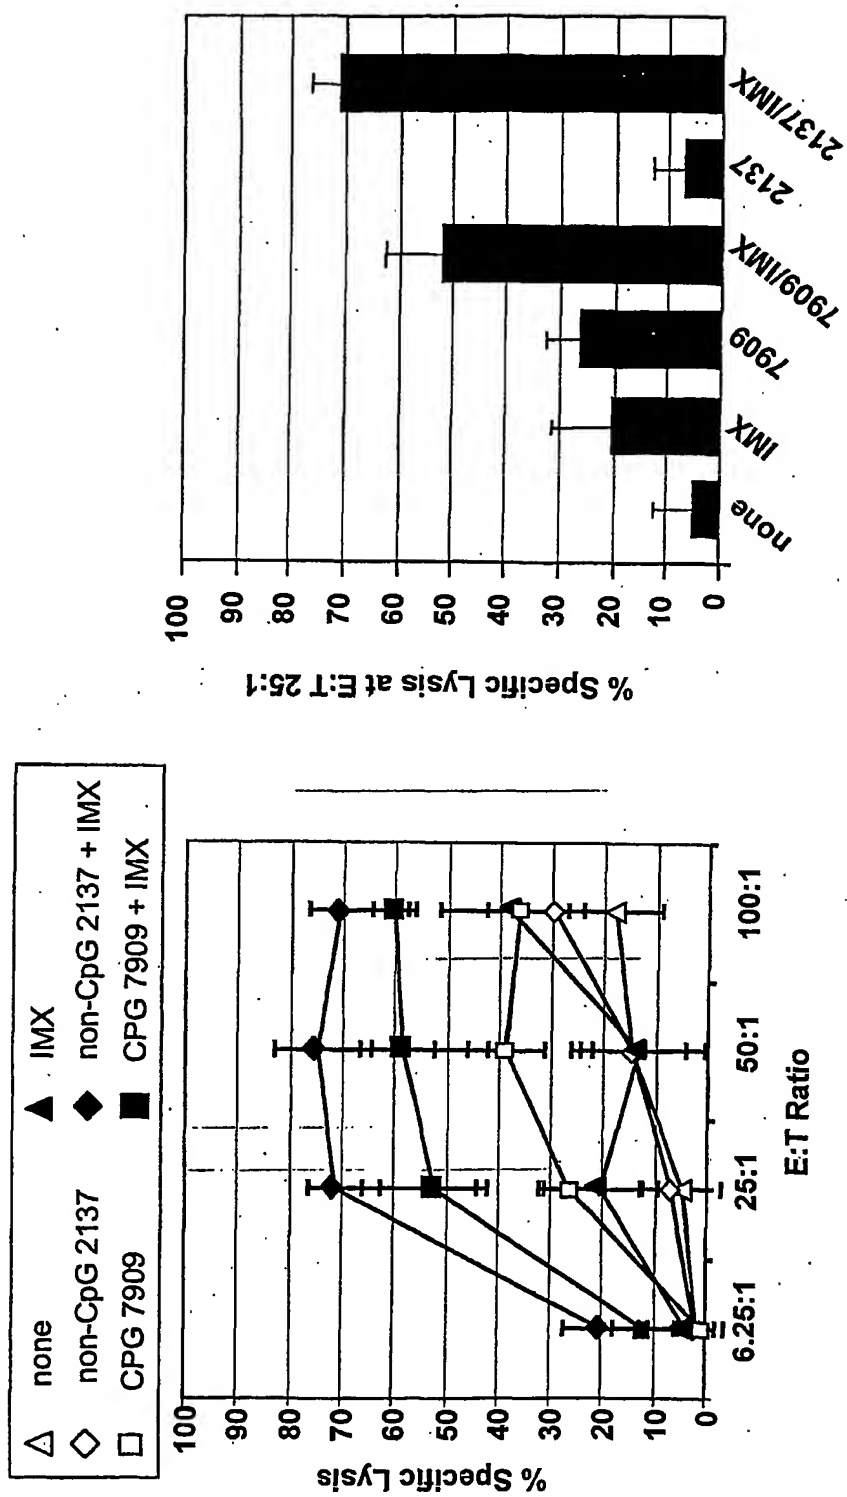 none
IMX
non-CpG 2137
non-CpG 2137 + IMX
CPG 7909
CPG 7909 + IMX
% Specific Lysis
100
90
80
70
60
50
40
30
20
10
0
6.25:1
25:1
50:1
100:1
E:T Ratio
% Specific Lysis at E:T 25:1
100
90
80
70
60
50
40
30
20
10
0
none
IMX
7909
7909/IMX
2137
2137/IMX